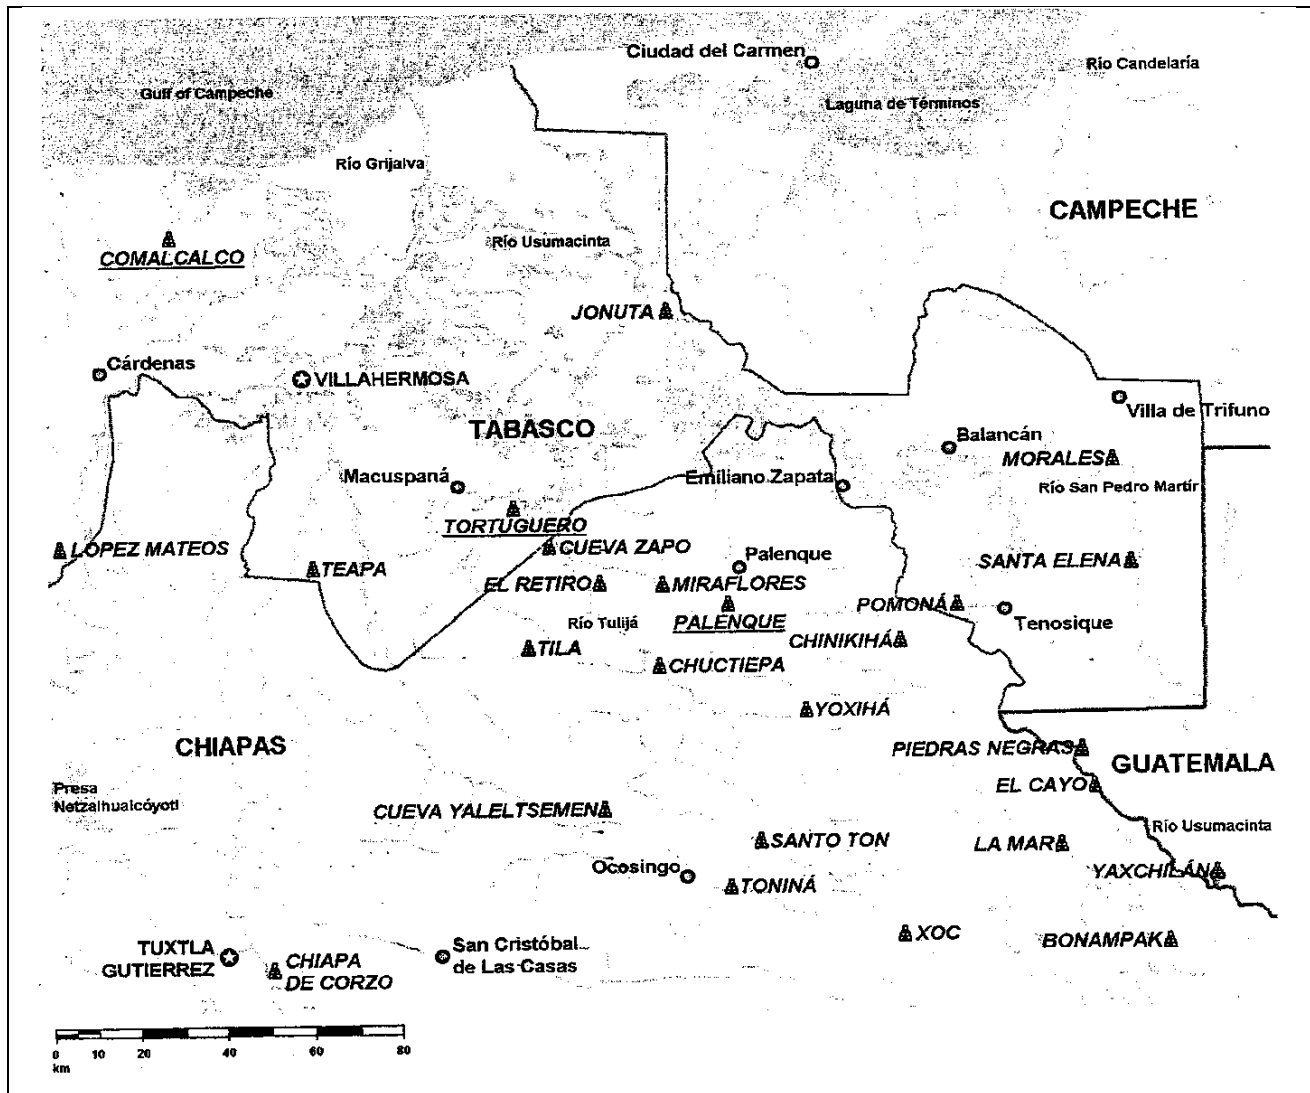 Ciudad del Carmen
Río Candelaría
Gulf of Campeche
Laguna de Términos
Río Grijalva
CAMPECHE
COMALCALCO
Río Usumacinta
JONUTA
Cárdenas
VILLAHERMOSA
Villa de Trifuno
TABASCO
Balancán
MORALES
Macuspaná
Emiliano Zapata
Río San Pedro Martír
TORTUGUERO
LÓPEZ MATEOS
CUEVA ZAPO
Palenque
SANTA ELENA
TEAPA
EL RETIRO
MIRAFLORES
POMONÁ
Río Tulijá
PALENQUE
Tenosique
CHINIKIHÁ
TILA
CHUCTIEPA
YOXIHÁ
CHIAPAS
PIEDRAS NEGRAS
GUATEMALA
EL CAYO
Presa
Netzalhualcóyotl
CUEVA YALELTSEMEN
Río Usumacinta
SANTO TON
LA MAR
Ocosingo
YAXCHILÁN
TONINÁ
XOC
BONAMPAK
TUXTLA
GUTIERREZ
CHIAPA
DE CORZO
San Cristóbal
de Las Casas
0 10 20 40 60 80
km